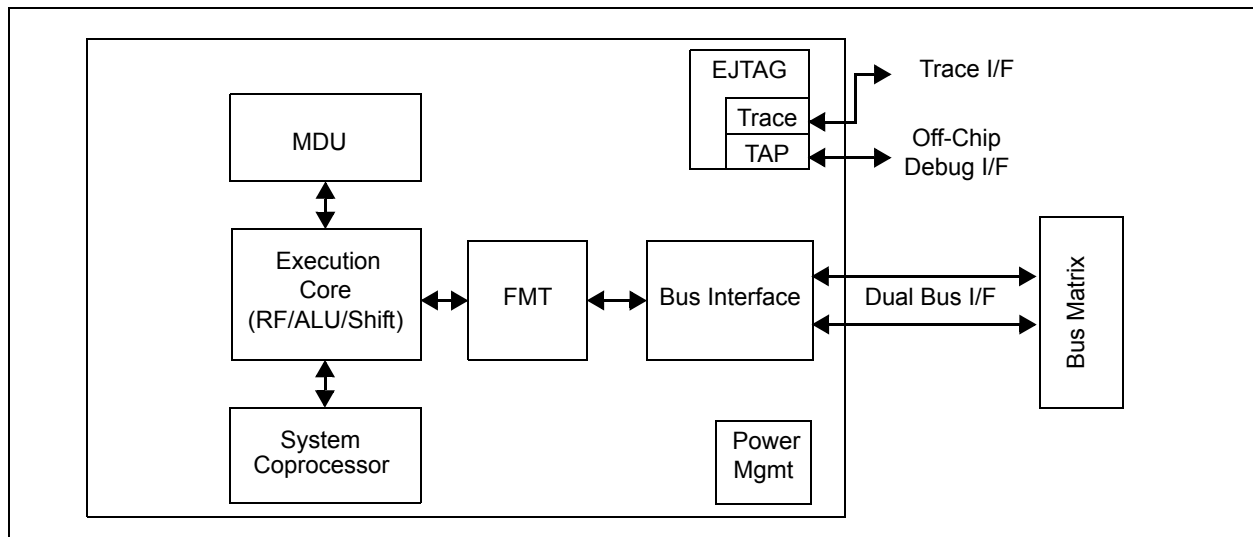 EJTAG
Trace
TAP
Trace I/F
Off-Chip
Debug I/F
MDU
Execution
Core
(RF/ALU/Shift)
FMT
Bus Interface
Dual Bus I/F
Bus Matrix
System
Coprocessor
Power
Mgmt